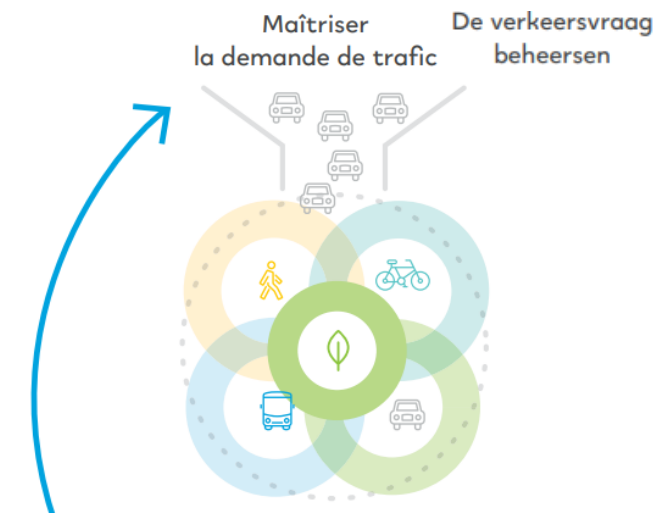 Maîtriser
la demande de trafic
De verkeersvraag
beheersen